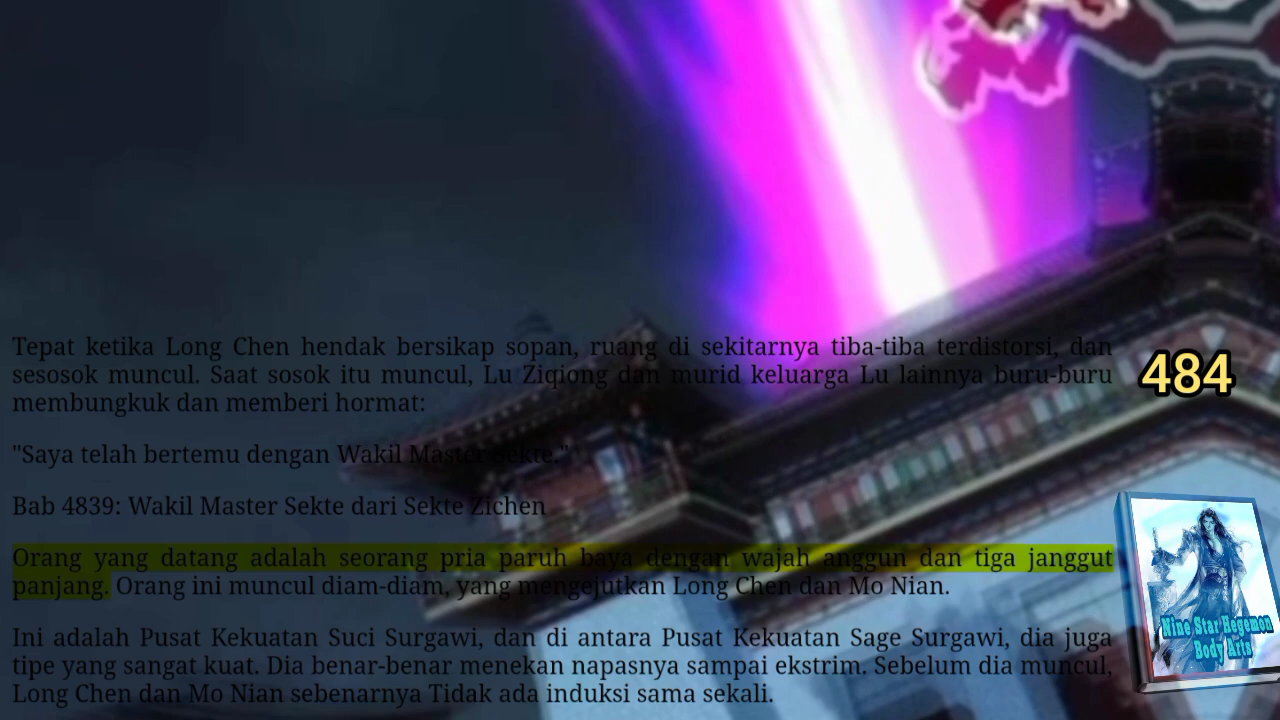 Tepat ketika Long Chen hendak bersikap sopan, ruang di sekitarnya tiba-tiba terdistorsi, dan
sesosok muncul. Saat sosok itu muncul, Lu Ziqiong dan murid keluarga Lu lainnya buru-buru
membungkuk dan memberi hormat:
484
"Saya telah bertemu dengan Wakil Master Sekte."
Bab 4839: Wakil Master Sekte dari Sekte Zichen
Orang yang datang adalah seorang pria paruh baya dengan wajah anggun dan tiga janggut
panjang. Orang ini muncul diam-diam, yang mengejutkan Long Chen dan Mo Nian.
Ini adalah Pusat Kekuatan Suci Surgawi, dan di antara Pusat Kekuatan Sage Surgawi, dia juga
tipe yang sangat kuat. Dia benar-benar menekan napasnya sampai ekstrim. Sebelum dia muncul,
Long Chen dan Mo Nian sebenarnya Tidak ada induksi sama sekali.
Nine Star Hegemon
Body Arts